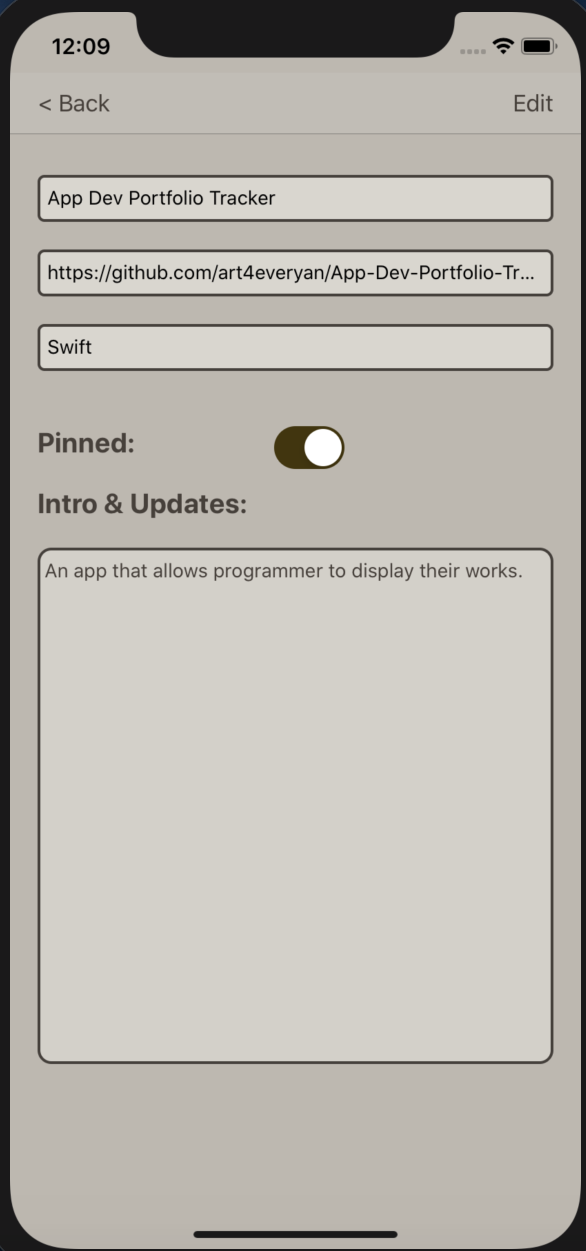 12:09
< Back
Edit
App Dev Portfolio Tracker
https://github.com/art4everyan/App-Dev-Portfolio-Tr...
Swift
Pinned:
Intro & Updates:
An app that allows programmer to display their works.